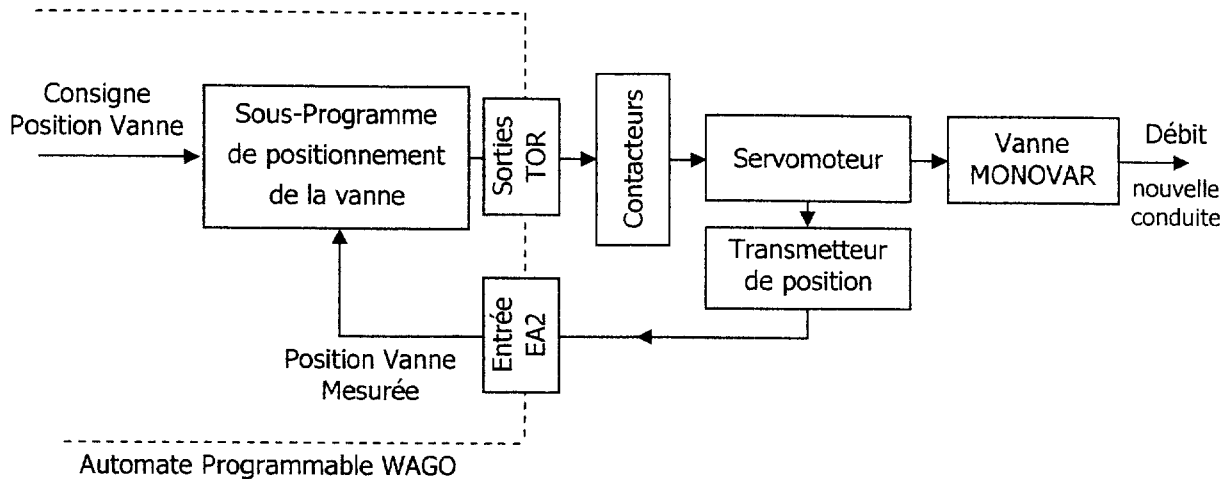 Consigne
Position Vanne
Sous-Programme
de positionnement
de la vanne
Sorties
TOR
Contacteurs
Servomoteur
Vanne
MONOVAR
Débit
nouvelle
conduite
Transmetteur
de position
Entrée
EA2
Position Vanne
Mesurée
Automate Programmable WAGO